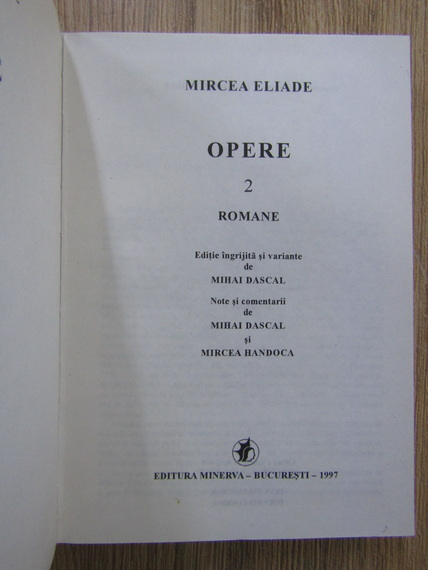 MIRCEA ELIADE
OPERE
2
ROMANE
Ediție îngrijită și variante
de
MIHAI DASCAL
Note și comentarii
de
MIHAI DASCAL
și
MIRCEA HANDOCA
EDITURA MINERVA – BUCUREȘTI – 1997